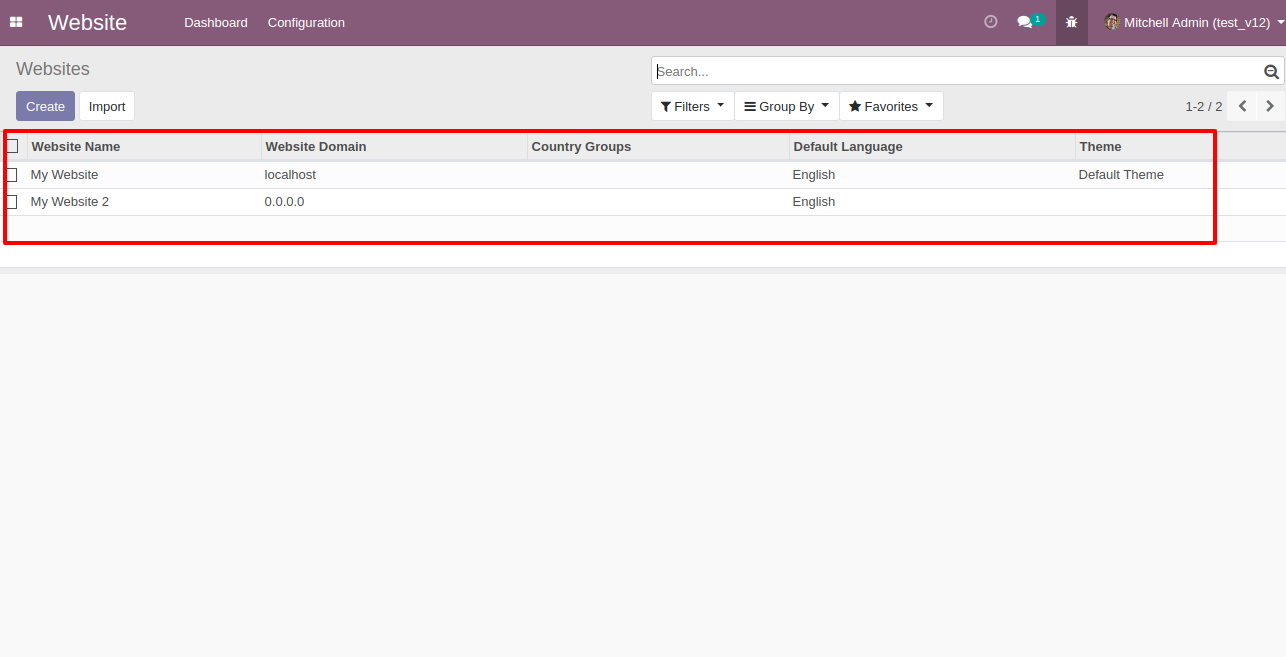 Website Dashboard Configuration 1 Mitchell Admin (test_v12)
Websites
Search...
Create Import Filters Group By Favorites 1-2 / 2
Website Name Website Domain Country Groups Default Language Theme
My Website localhost English Default Theme
My Website 2 0.0.0.0 English